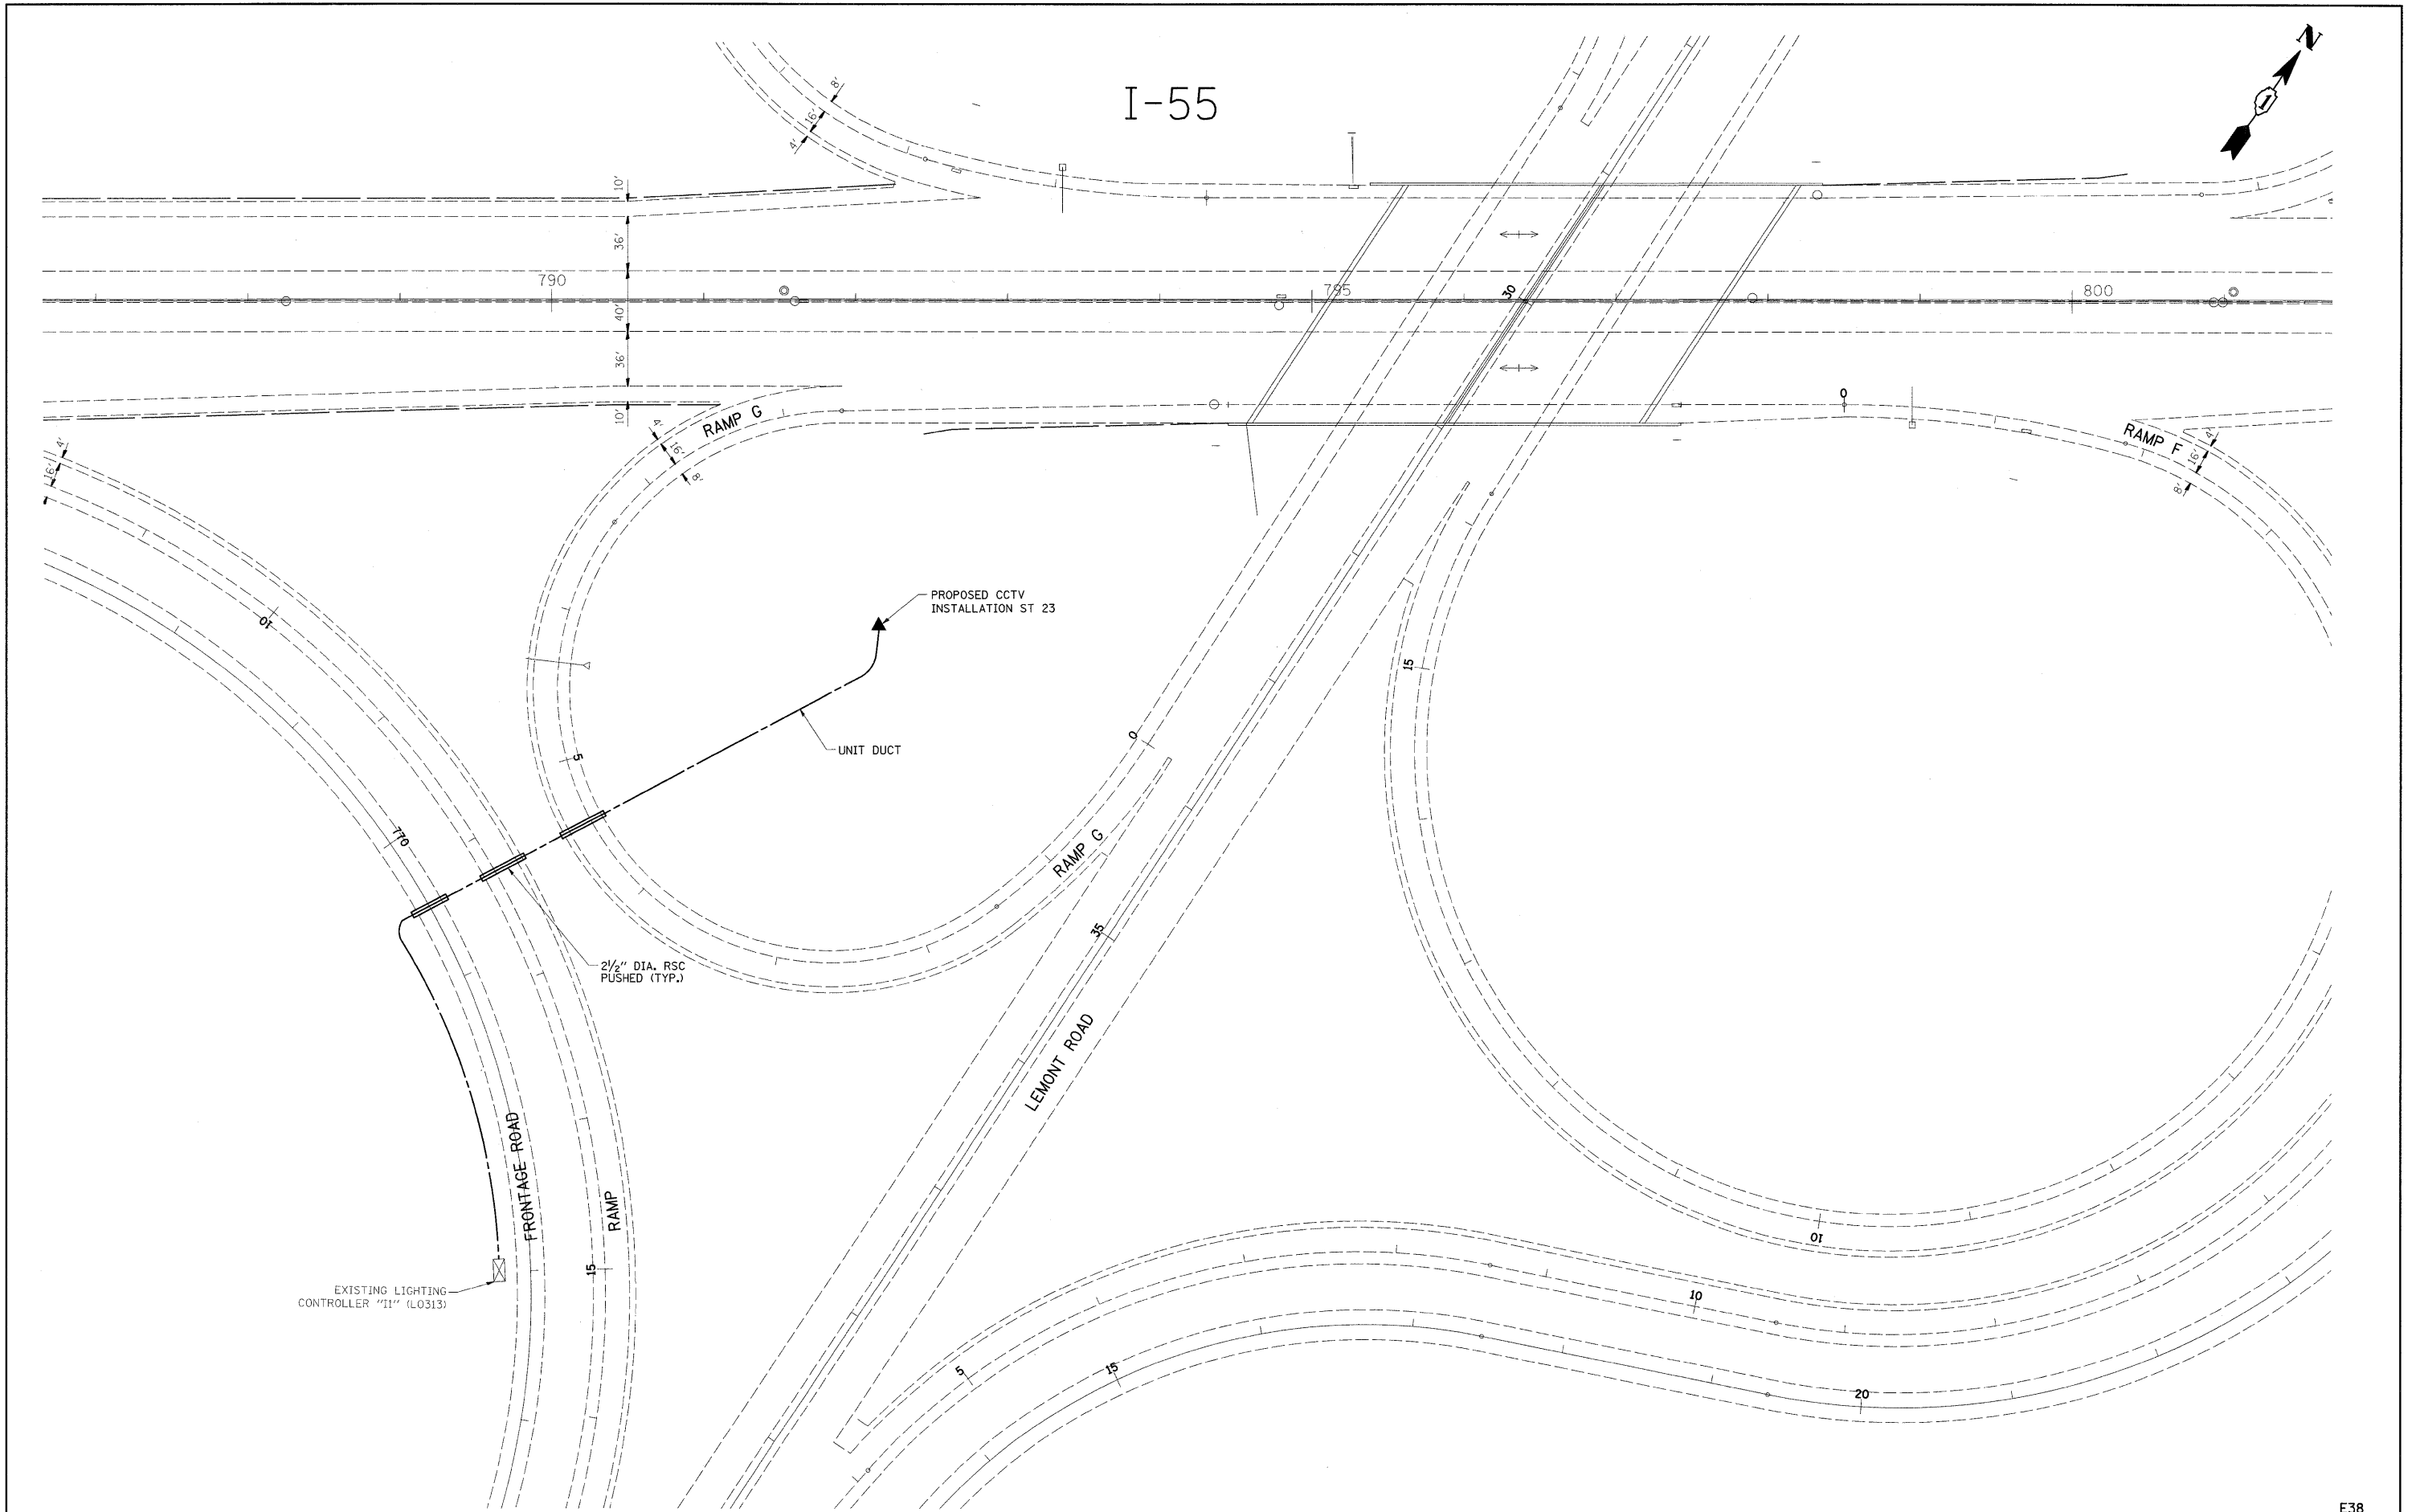 N
1
I-55
8'
16'
4'
10'
36'
790
795
30
800
40'
36'
10'
0
4'
16'
8'
RAMP G
RAMP F
4'
16'
8'
4'
16'
PROPOSED CCTV
INSTALLATION ST 23
10
15
UNIT DUCT
0
5
770
RAMP G
35
2½" DIA. RSC
PUSHED (TYP.)
LEMONT ROAD
FRONTAGE ROAD
RAMP
10
15
EXISTING LIGHTING
CONTROLLER "I1" (L0313)
10
5
15
20
E38